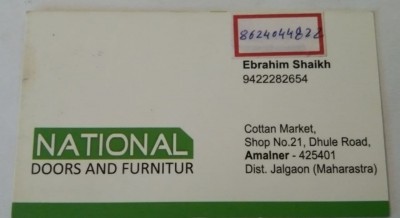 Ebrahim Shaikh
9422282654
NATIONAL
DOORS AND FURNITUR
Cottan Market,
Shop No.21, Dhule Road,
Amalner - 425401
Dist. Jalgaon (Maharastra)